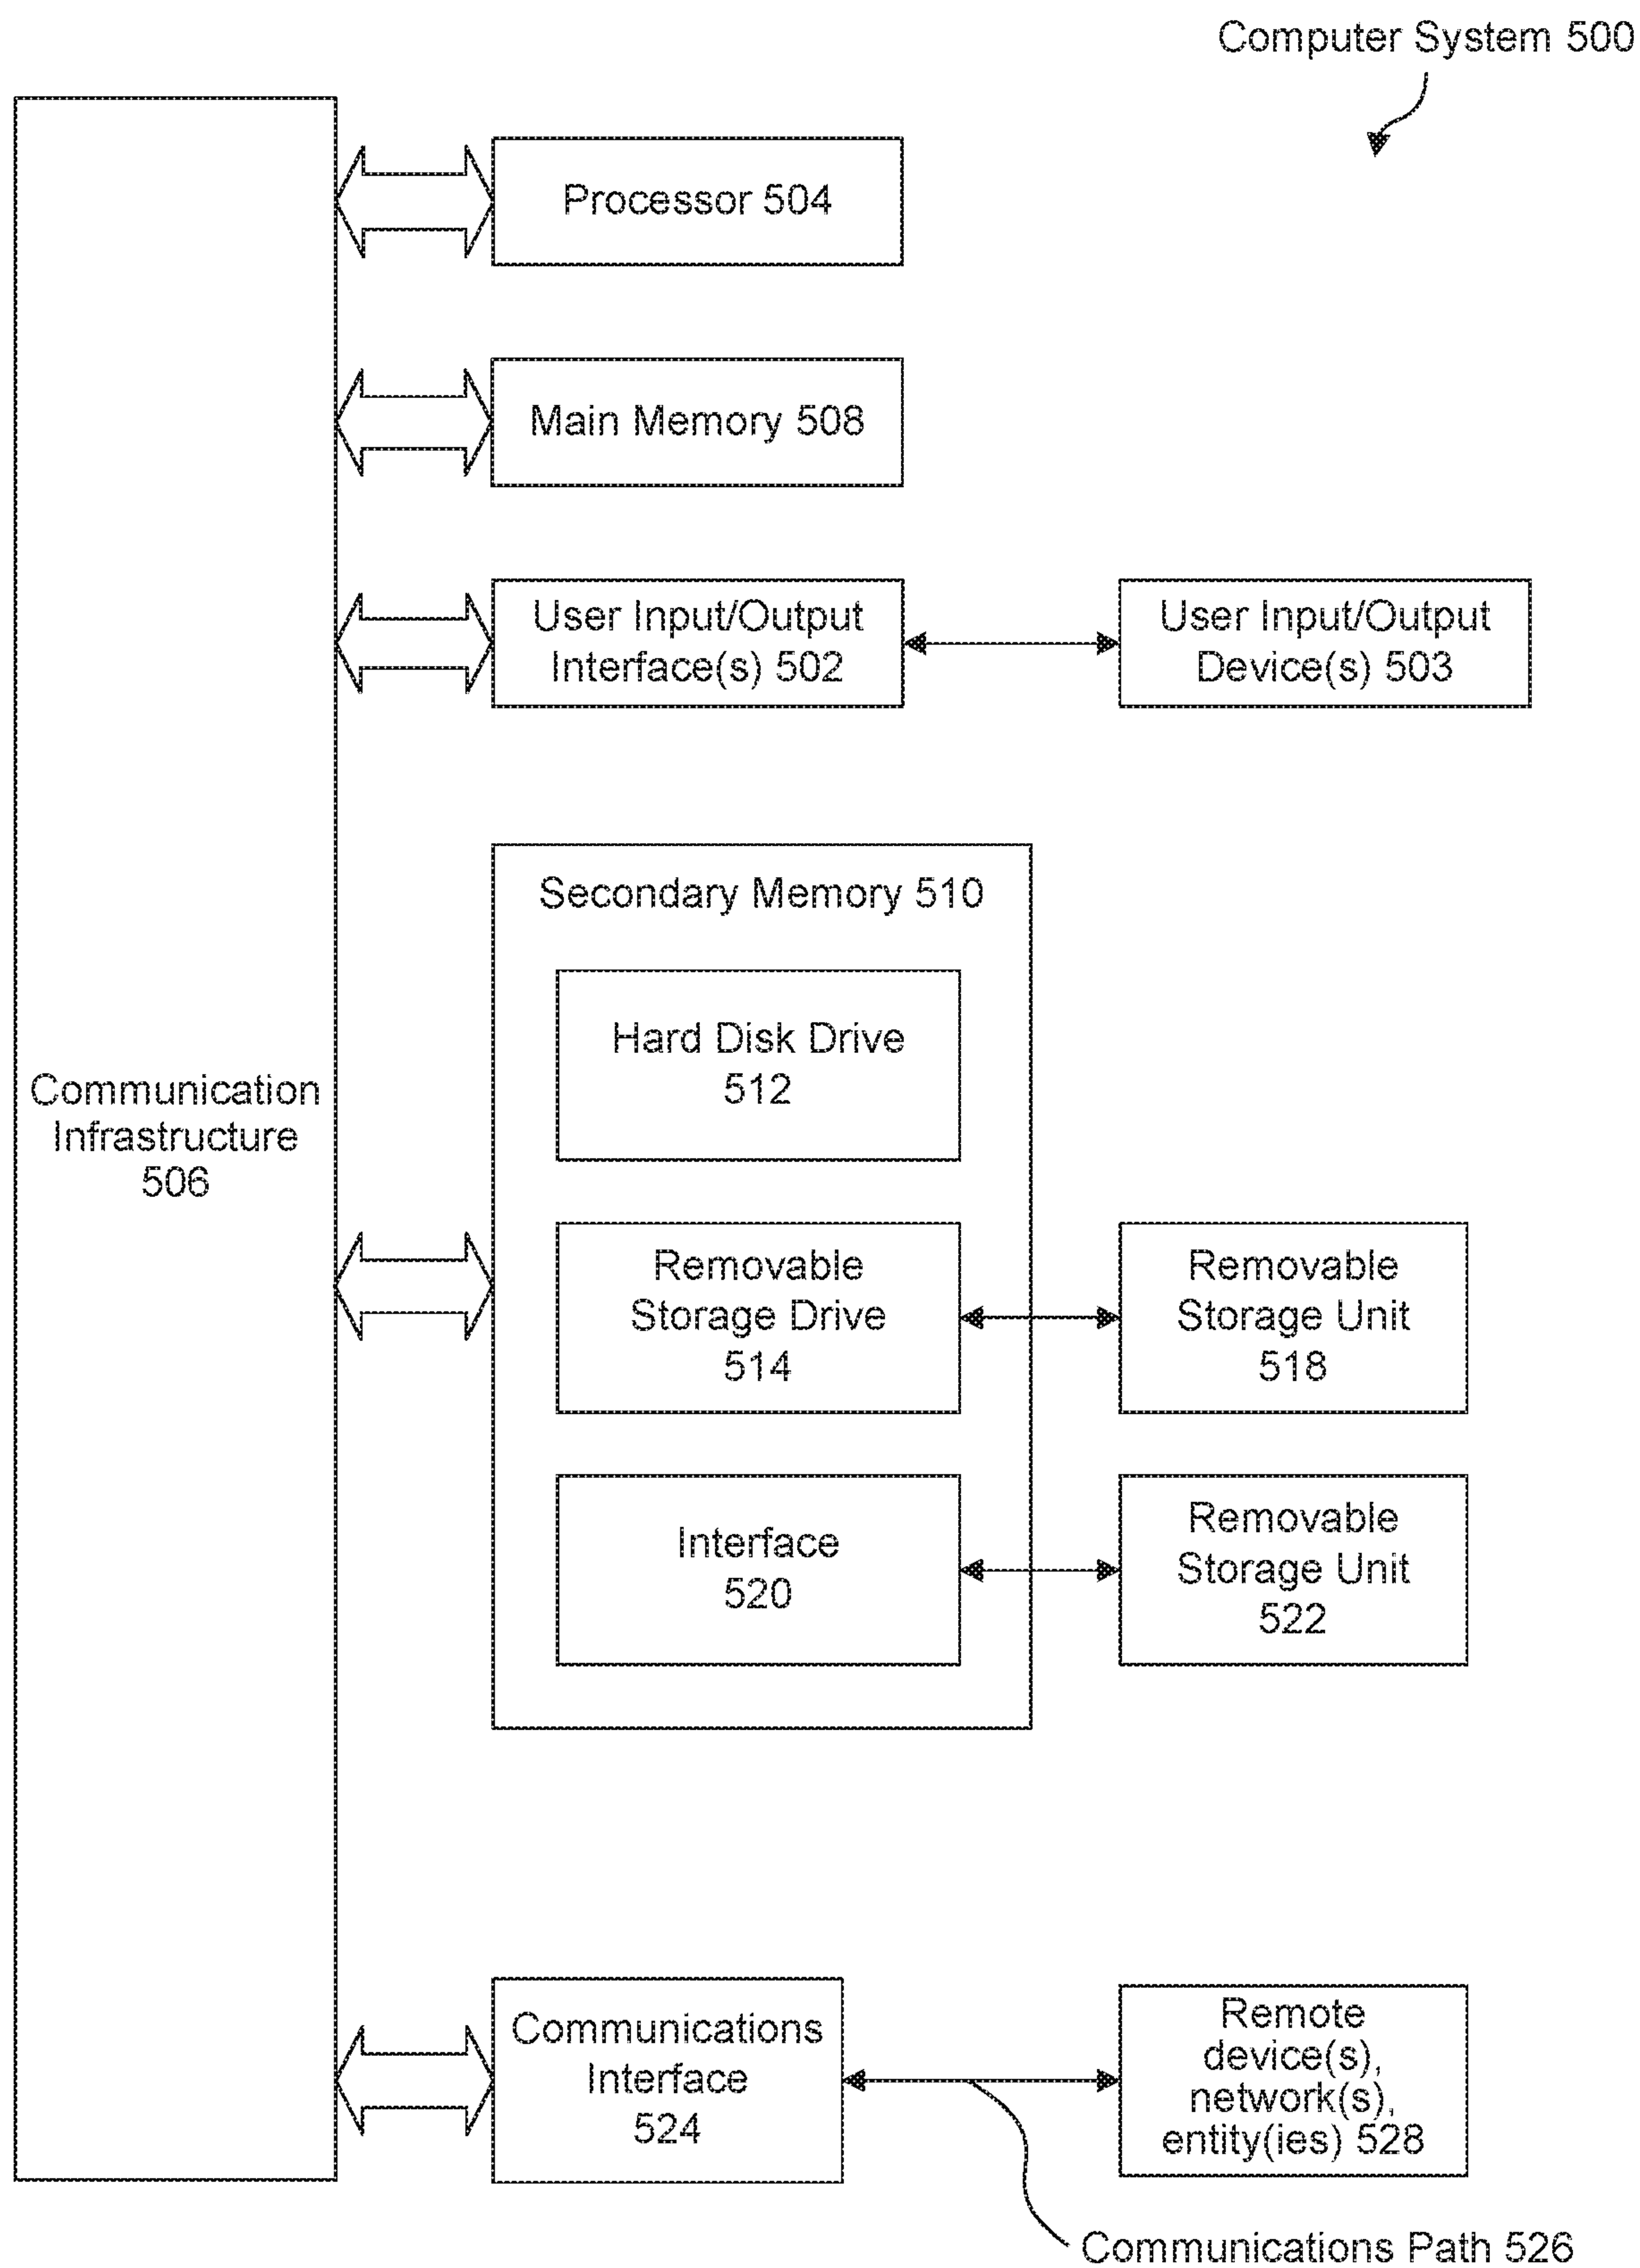 Computer System 500
Processor 504
Main Memory 508
User Input/Output
Interface(s) 502
User Input/Output
Device(s) 503
Secondary Memory 510
Hard Disk Drive
512
Communication
Infrastructure
506
Removable
Storage Drive
514
Removable
Storage Unit
518
Interface
520
Removable
Storage Unit
522
Communications
Interface
524
Remote
device(s),
network(s),
entity(ies) 528
Communications Path 526